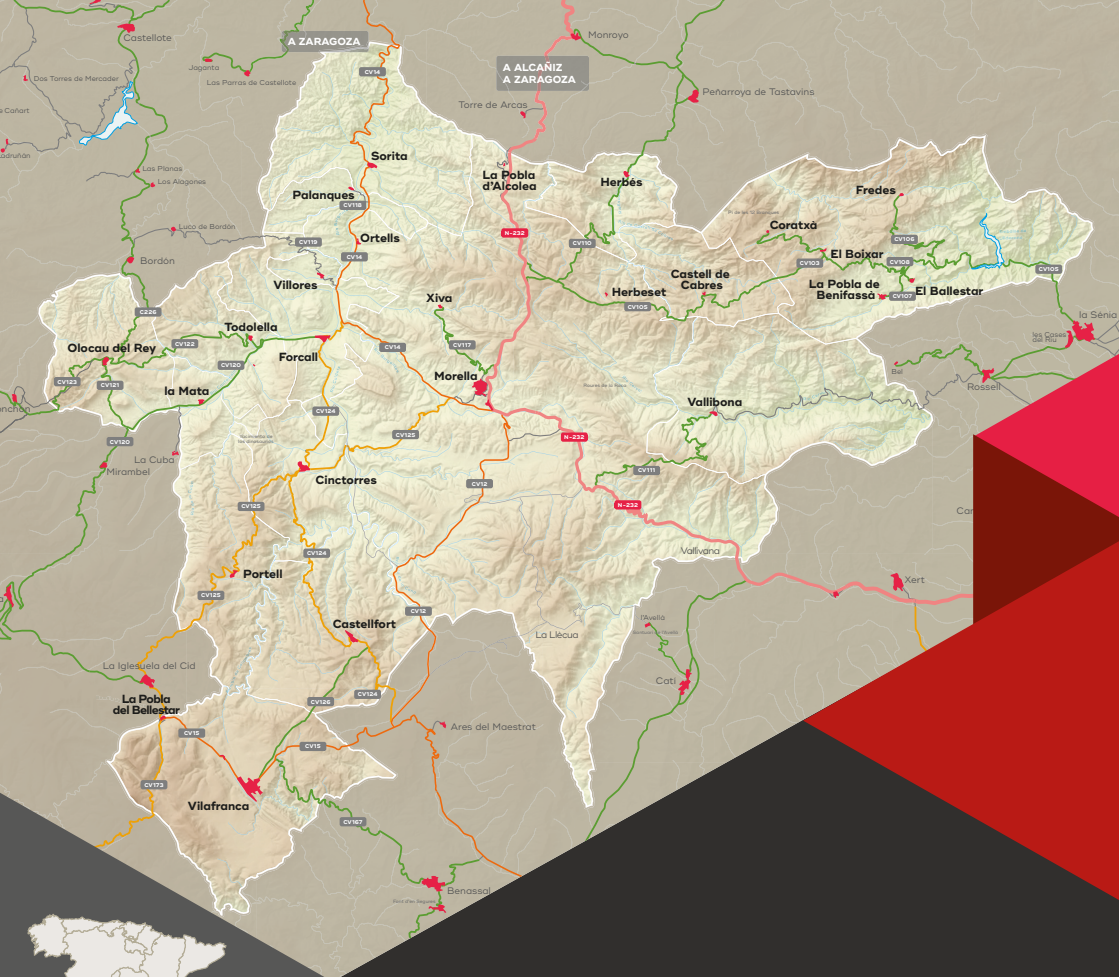 Castellote
A ZARAGOZA
Monroyo
Jaganta
Las Parras de Castellote
CV14
A ALCAÑIZ
A ZARAGOZA
Dos Torres de Mercader
Peñarroya de Tastavins
Torre de Arcas
Sorita
Las Planas
Los Alagones
La Pobla
d'Alcolea
Herbés
Palanques
CV118
Fredes
Luco de Bordón
Coratxà
N-232
CV119
Ortells
CV110
CV106
CV14
El Boixar
Bordón
CV103
CV108
CV105
Villores
Castell de
Cabres
La Pobla de
Benifassà
CV107
El Ballestar
Xiva
Herbeset
CV105
C226
la Sénia
Todolella
les Cases
del Riu
Olocau del Rey
CV122
CV14
CV117
Forcall
CV120
Bel
CV123
CV121
Morella
Rossell
la Mata
Vallibona
CV124
CV120
CV125
N-232
La Cuba
Mirambel
CV111
Cinctorres
CV12
CV125
N-232
CV124
Vallivana
Portell
Xert
CV125
CV12
l'Avellà
Castellfort
La Llécua
La Iglesuela del Cid
Catí
CV124
La Pobla
del Bellestar
CV126
Ares del Maestrat
CV15
CV15
CV173
Vilafranca
CV167
Benassal